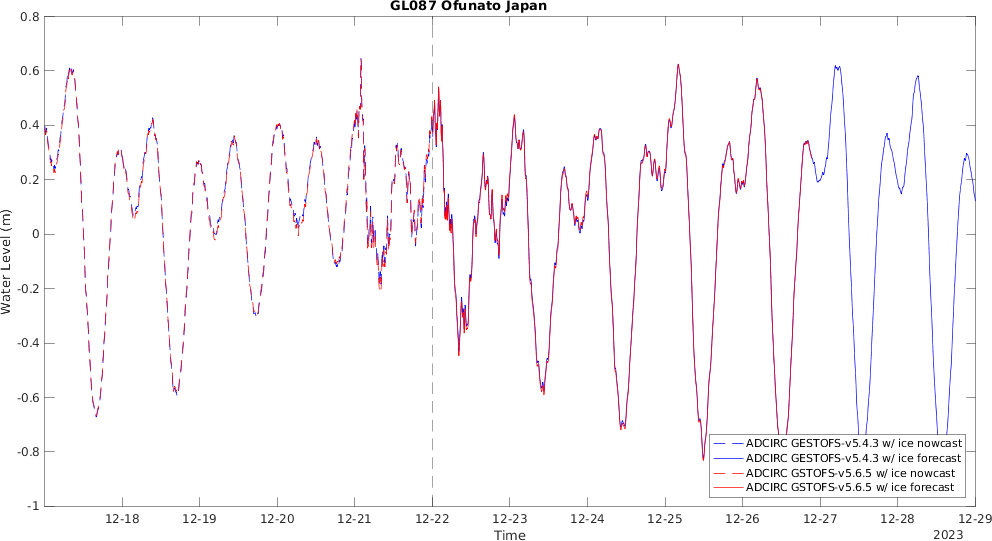 GL087 Ofunato Japan
0.8
0.6
0.4
0.2
0
-0.2
-0.4
-0.6
-0.8
-1
Water Level (m)
ADCIRC GESTOFS-v5.4.3 w/ ice nowcast
ADCIRC GESTOFS-v5.4.3 w/ ice forecast
ADCIRC GSTOFS-v5.6.5 w/ ice nowcast
ADCIRC GSTOFS-v5.6.5 w/ ice forecast
12-18 12-19 12-20 12-21 12-22 12-23 12-24 12-25 12-26 12-27 12-28 12-29
Time
2023